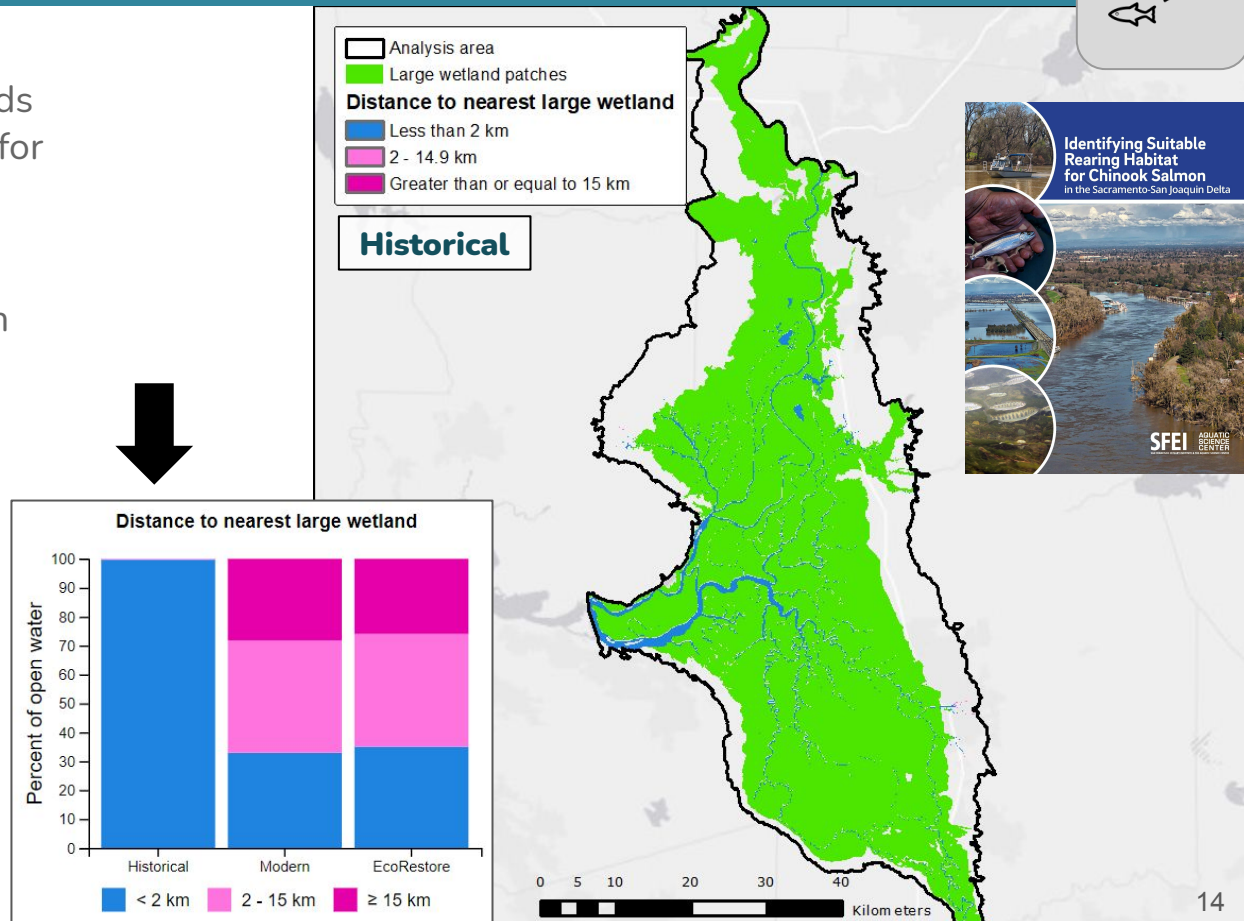 ds
for
n
Analysis area
Large wetland patches
Distance to nearest large wetland
Less than 2 km
2 - 14.9 km
Greater than or equal to 15 km
Historical
Identifying Suitable
Rearing Habitat
for Chinook Salmon
in the Sacramento-San Joaquin Delta
SFEI
AQUATIC
SCIENCE
CENTER
Distance to nearest large wetland
Percent of open water
100
90
80
70
60
50
40
30
20
10
0
Historical Modern EcoRestore
< 2 km 2 - 15 km ≥ 15 km
0 5 10 20 30 40
Kilometers
14